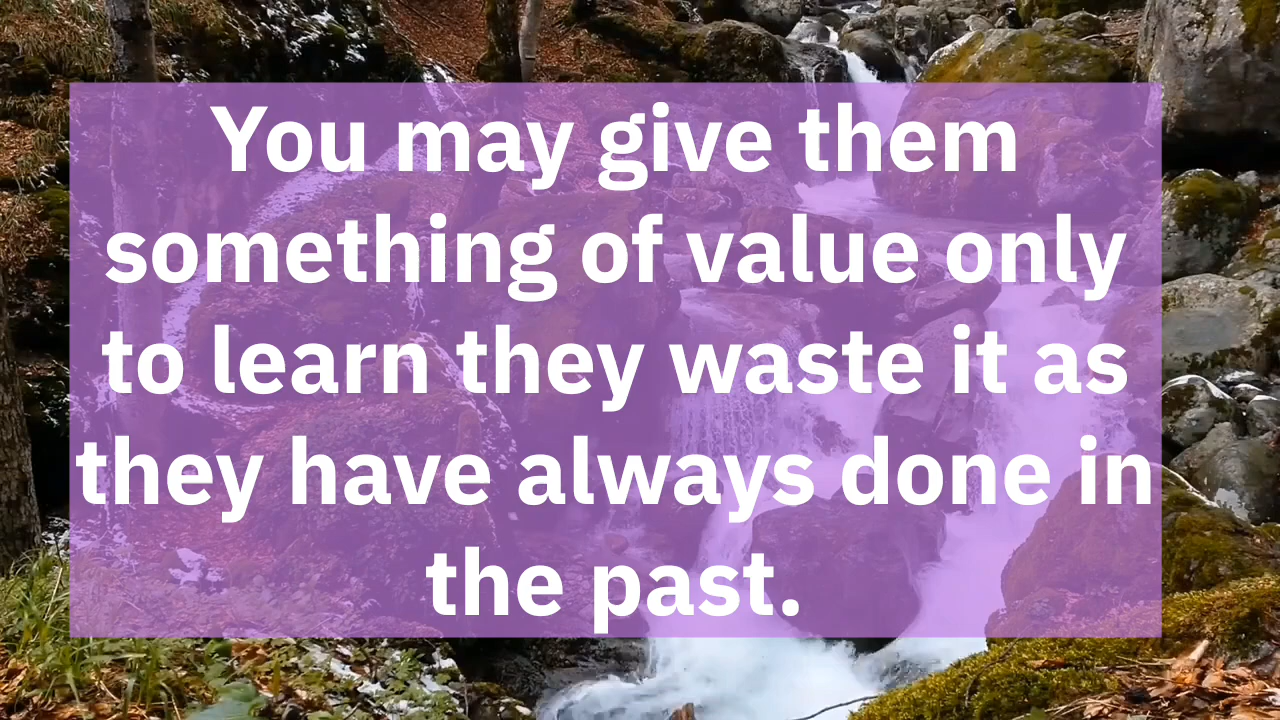 You may give them
something of value only
to learn they waste it as
they have always done in
the past.